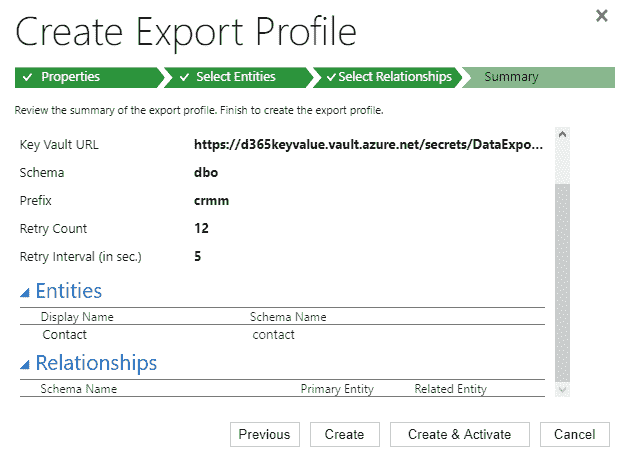 Create Export Profile
Properties Select Entities Select Relationships Summary
Review the summary of the export profile. Finish to create the export profile.
Key Vault URL https://d365keyvalue.vault.azure.net/secrets/DataExpo...
Schema dbo
Prefix crmm
Retry Count 12
Retry Interval (in sec.) 5
Entities
Display Name Schema Name
Contact contact
Relationships
Schema Name Primary Entity Related Entity
Previous Create Create & Activate Cancel